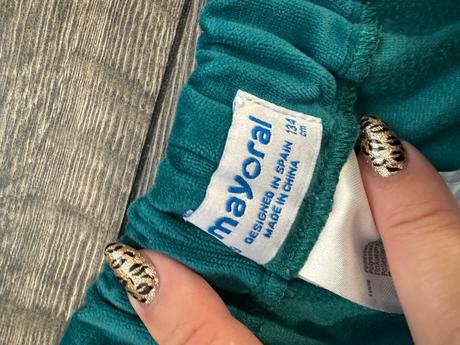 mayoral
DESIGNED IN SPAIN
MADE IN CHINA
134
cm